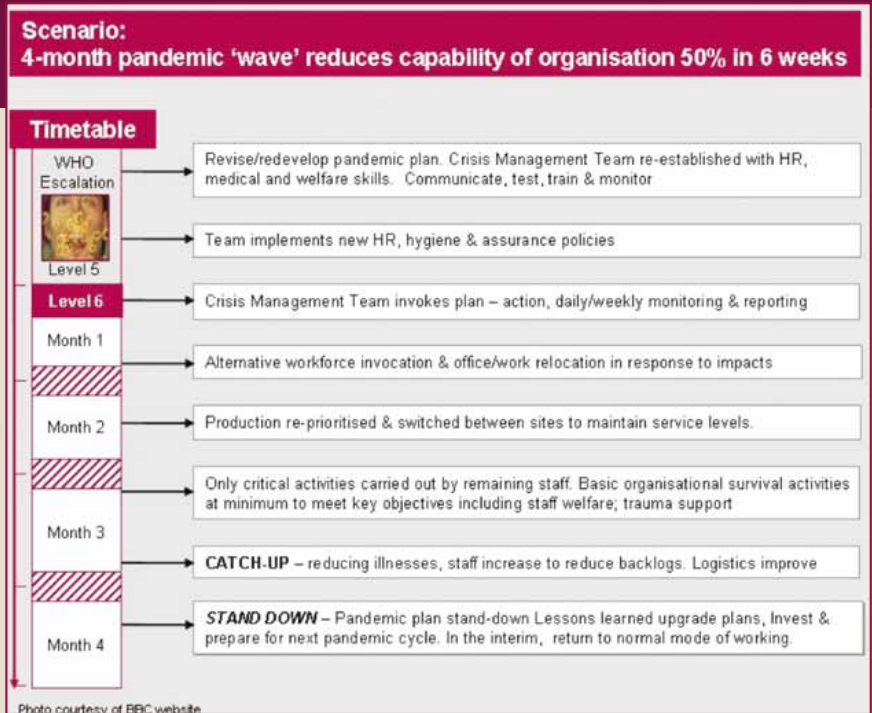 Scenario:
4-month pandemic ‘wave’ reduces capability of organisation 50% in 6 weeks
Timetable
WHO
Escalation
Level 5
Revise/redevelop pandemic plan. Crisis Management Team re-established with HR,
medical and welfare skills. Communicate, test, train & monitor
Team implements new HR, hygiene & assurance policies
Level 6
Crisis Management Team invokes plan – action, daily/weekly monitoring & reporting
Month 1
Alternative workforce invocation & office/work relocation in response to impacts
Month 2
Production re-prioritised & switched between sites to maintain service levels.
Only critical activities carried out by remaining staff. Basic organisational survival activities
at minimum to meet key objectives including staff welfare; trauma support
Month 3
CATCH-UP – reducing illnesses, staff increase to reduce backlogs. Logistics improve
STAND DOWN – Pandemic plan stand-down Lessons learned upgrade plans, Invest &
prepare for next pandemic cycle. In the interim, return to normal mode of working.
Month 4
Photo courtesy of BBC website